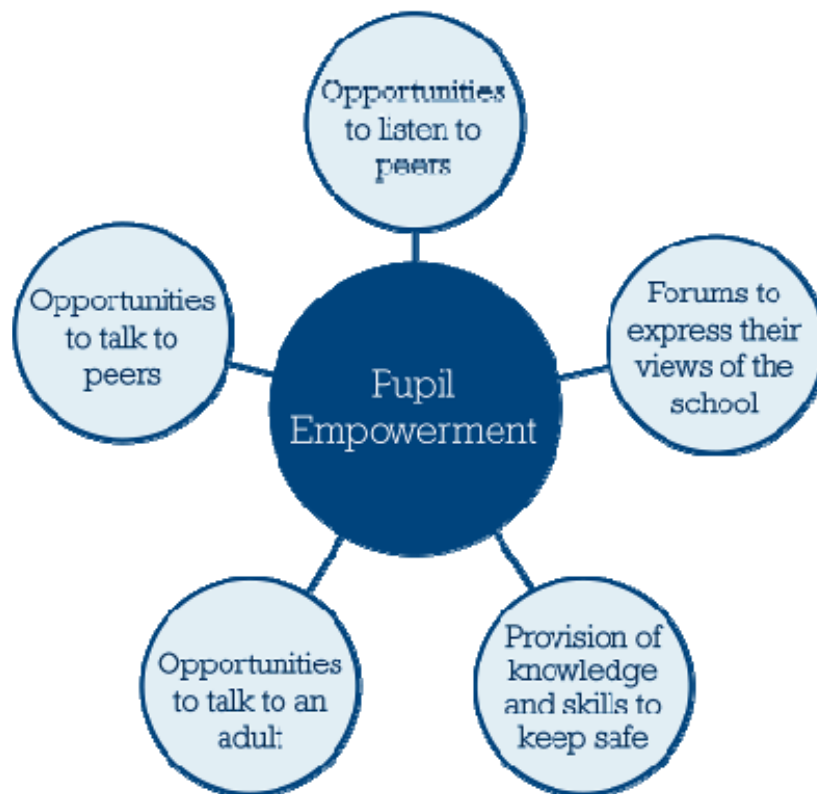 Opportunities
to listen to
peers
Opportunities
to talk to
peers
Forums to
express their
views of the
school
Pupil
Empowerment
Opportunities
to talk to an
adult
Provision of
knowledge
and skills to
keep safe